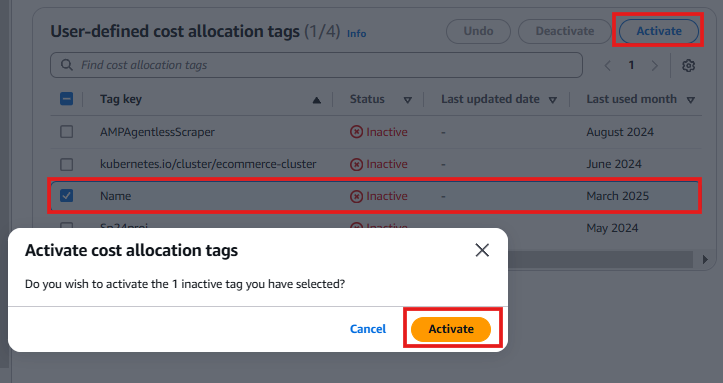 User-defined cost allocation tags (1/4) Info Undo Deactivate Activate
Find cost allocation tags 1
Tag key Status Last updated date Last used month
AMPAgentlessScraper Inactive - August 2024
kubernetes.io/cluster/ecommerce-cluster Inactive - June 2024
Name Inactive - March 2025
Sp24proj Inactive May 2024
Activate cost allocation tags
Do you wish to activate the 1 inactive tag you have selected?
Cancel Activate